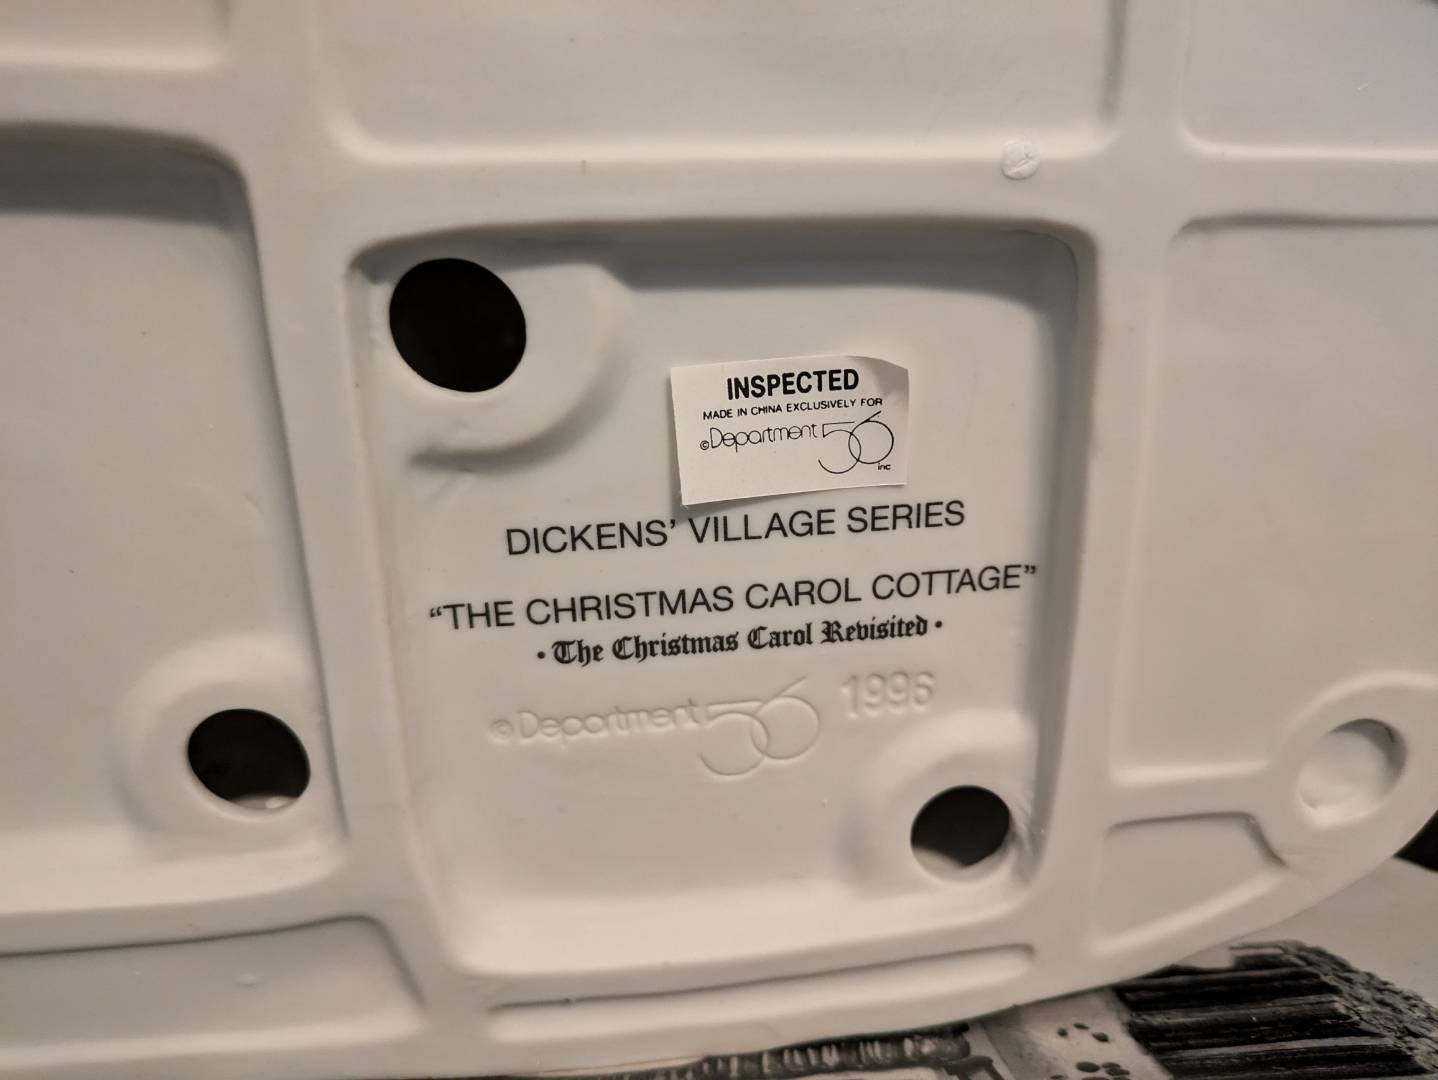 INSPECTED
MADE IN CHINA EXCLUSIVELY FOR
©Department 56
inc
DICKENS’ VILLAGE SERIES
“THE CHRISTMAS CAROL COTTAGE”
• The Christmas Carol Revisited •
©Department 56 1996